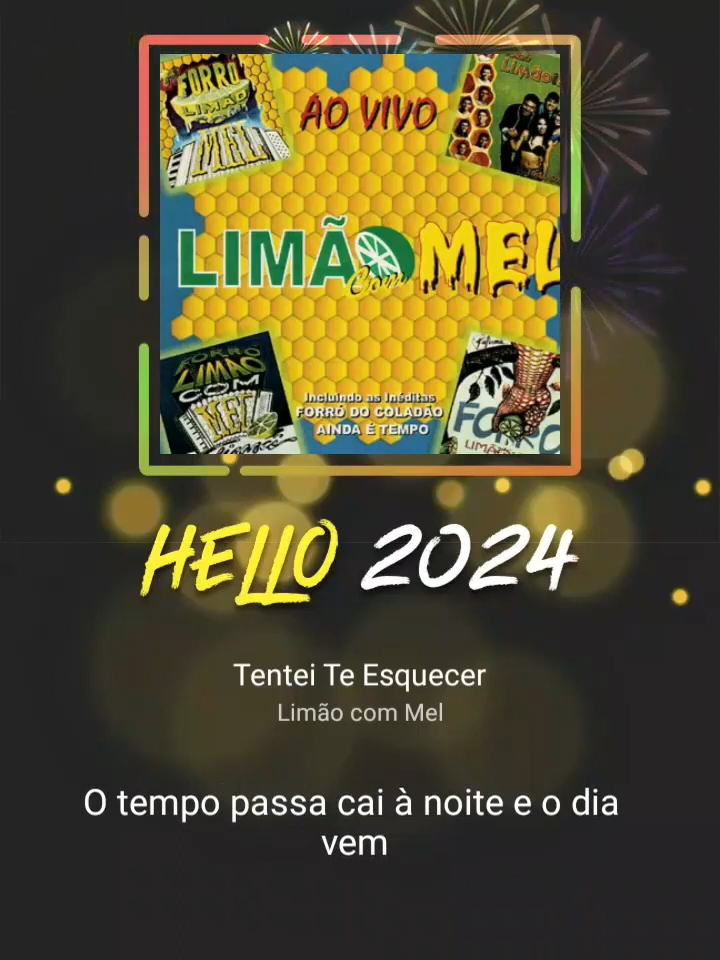 FORRÓ
LIMÃO
COM
MEL
AO VIVO
LIMÃO
LIMÃO
Com
MEL
FORRÓ
LIMÃO
COM
MEL
Incluindo as Inéditas
FORRÓ DO COLADÃO
AINDA É TEMPO
FORRÓ
LIMÃO
HELLO 2024
Tentei Te Esquecer
Limão com Mel
O tempo passa cai à noite e o dia
vem